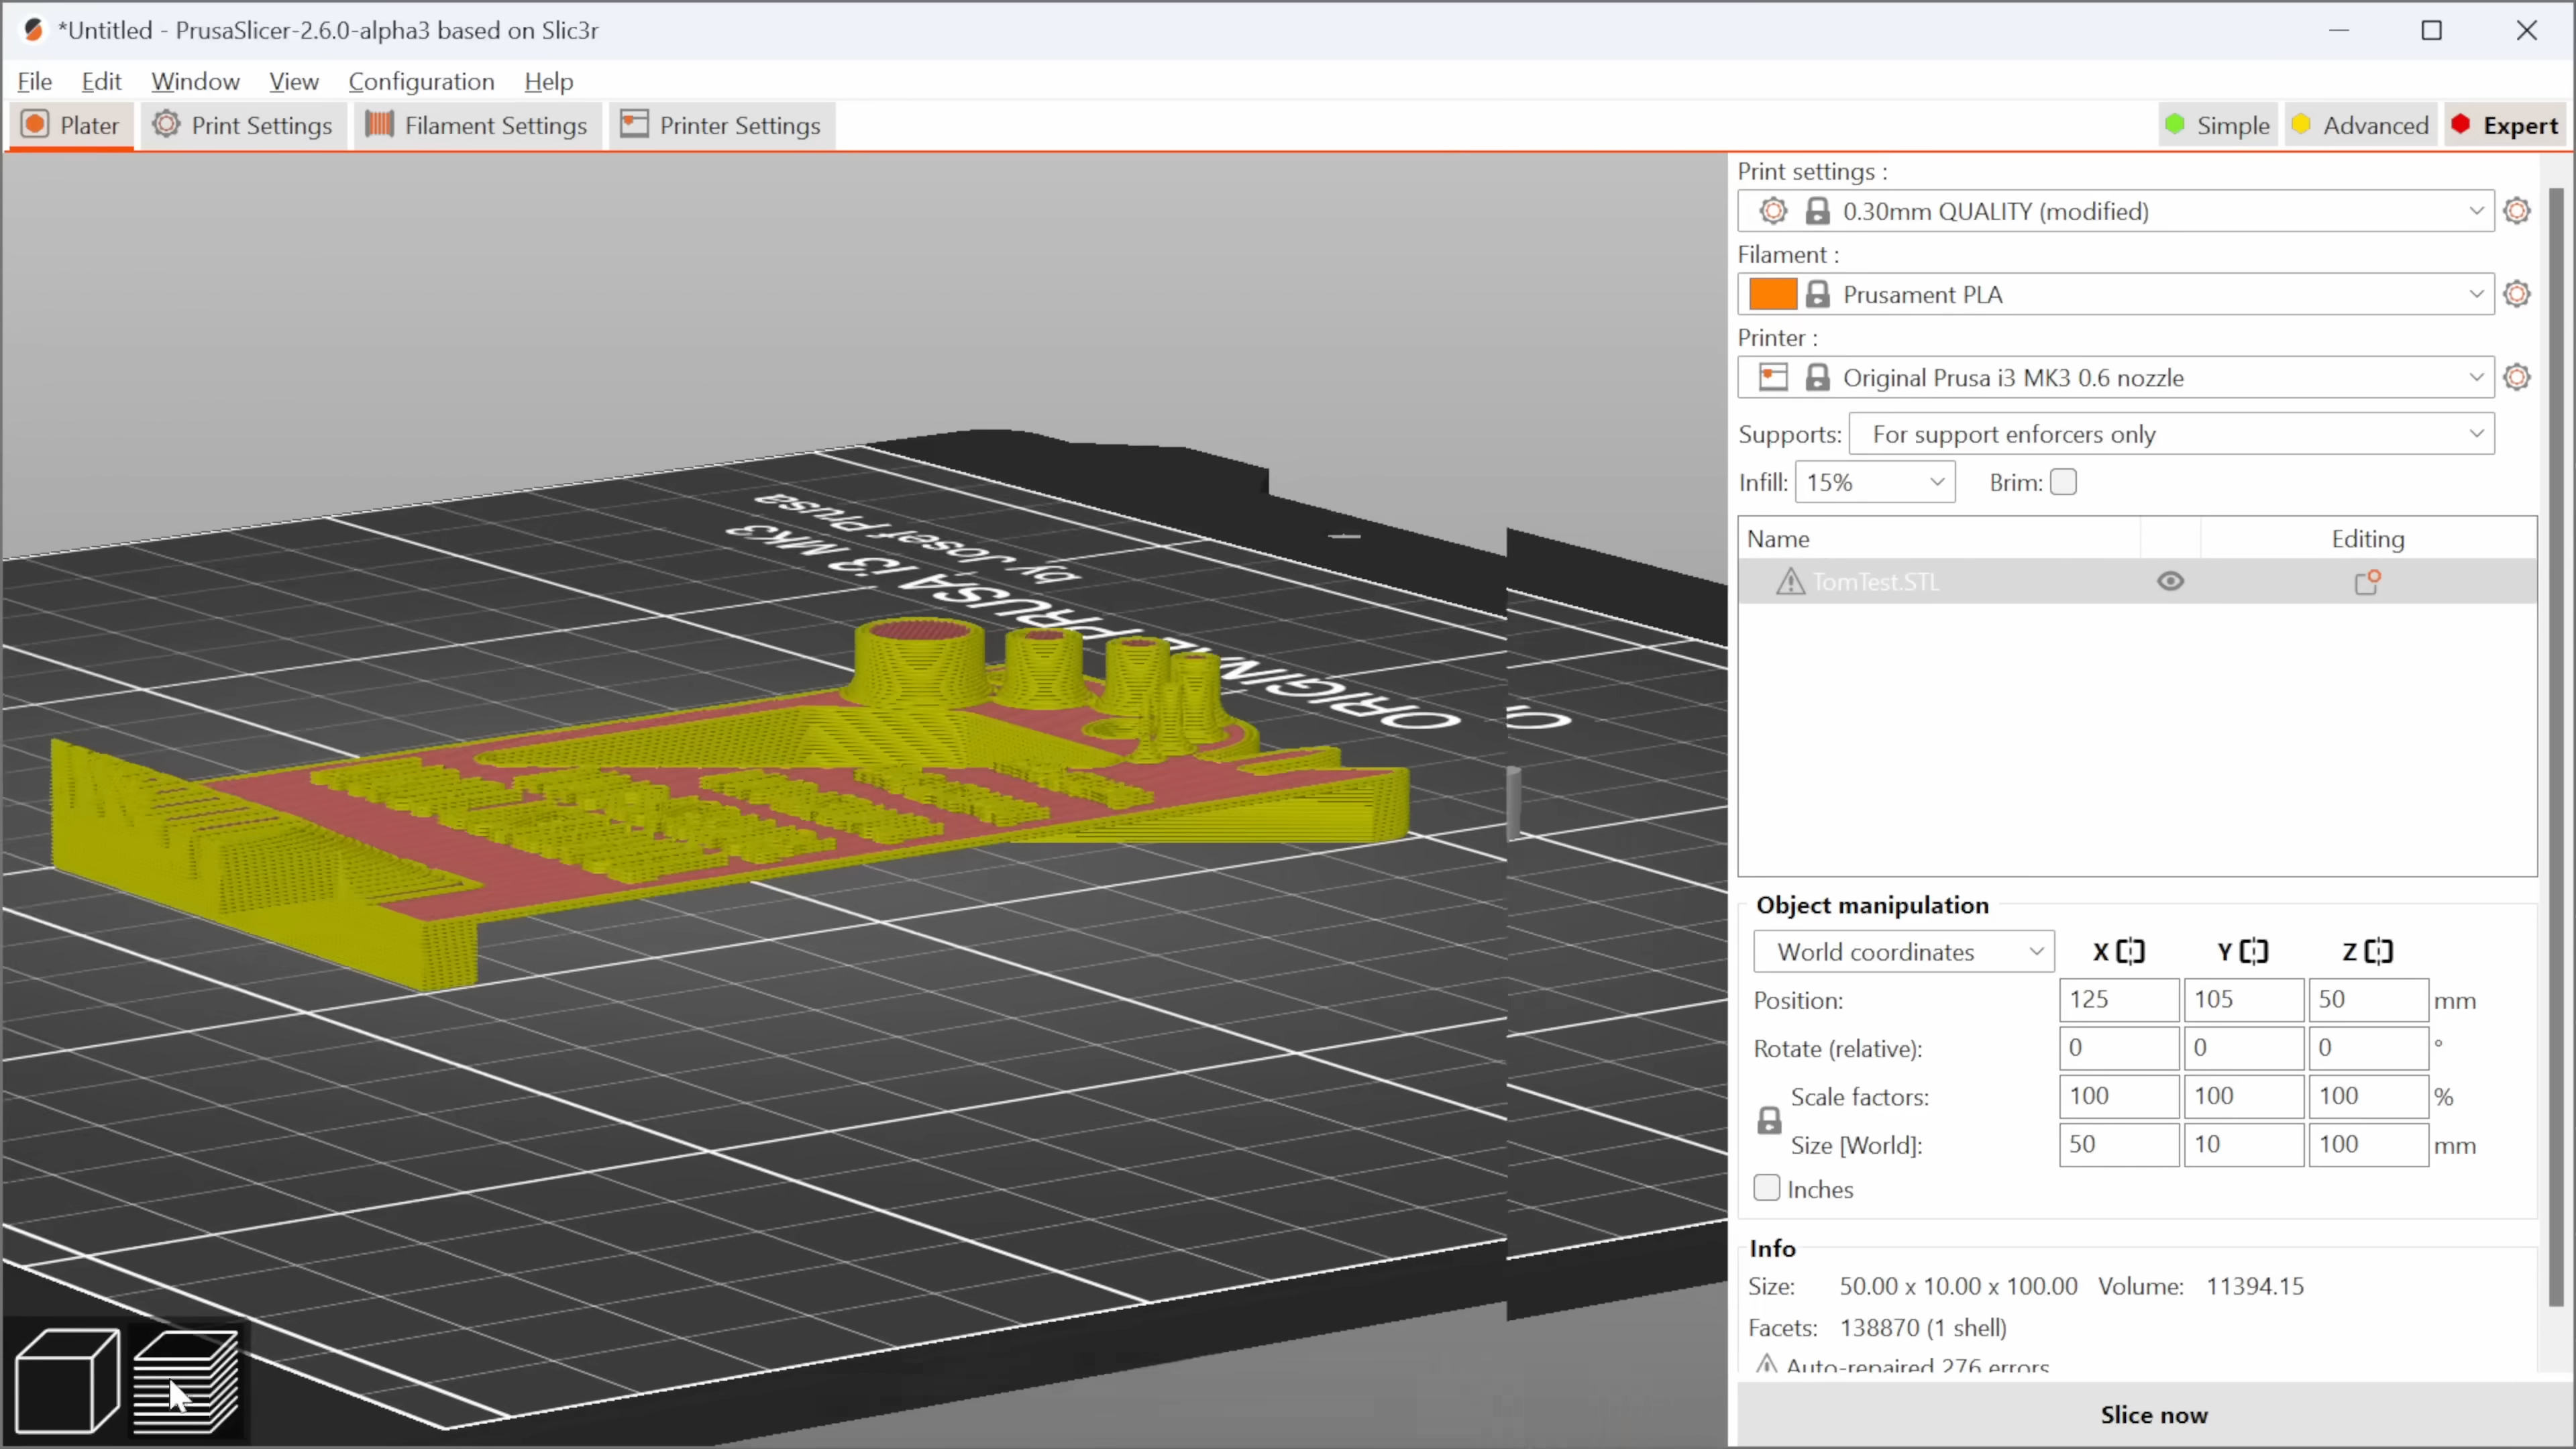 *Untitled - PrusaSlicer-2.6.0-alpha3 based on Slic3r
File Edit Window View Configuration Help
Plater Print Settings Filament Settings Printer Settings Simple Advanced Expert
Print settings :
0.30mm QUALITY (modified)
Filament :
Prusament PLA
Printer :
Original Prusa i3 MK3 0.6 nozzle
Supports: For support enforcers only
Infill: 15% Brim:
Name Editing
TomTest.STL
Object manipulation
World coordinates X Y Z
Position: 125 105 50 mm
Rotate (relative): 0 0 0 °
Scale factors: 100 100 100 %
Size [World]: 50 10 100 mm
Inches
Info
Size: 50.00 x 10.00 x 100.00 Volume: 11394.15
Facets: 138870 (1 shell)
Auto-repaired 276 errors
Slice now
ORIGINAL PRUSA i3 MK3
by Josef Prusa